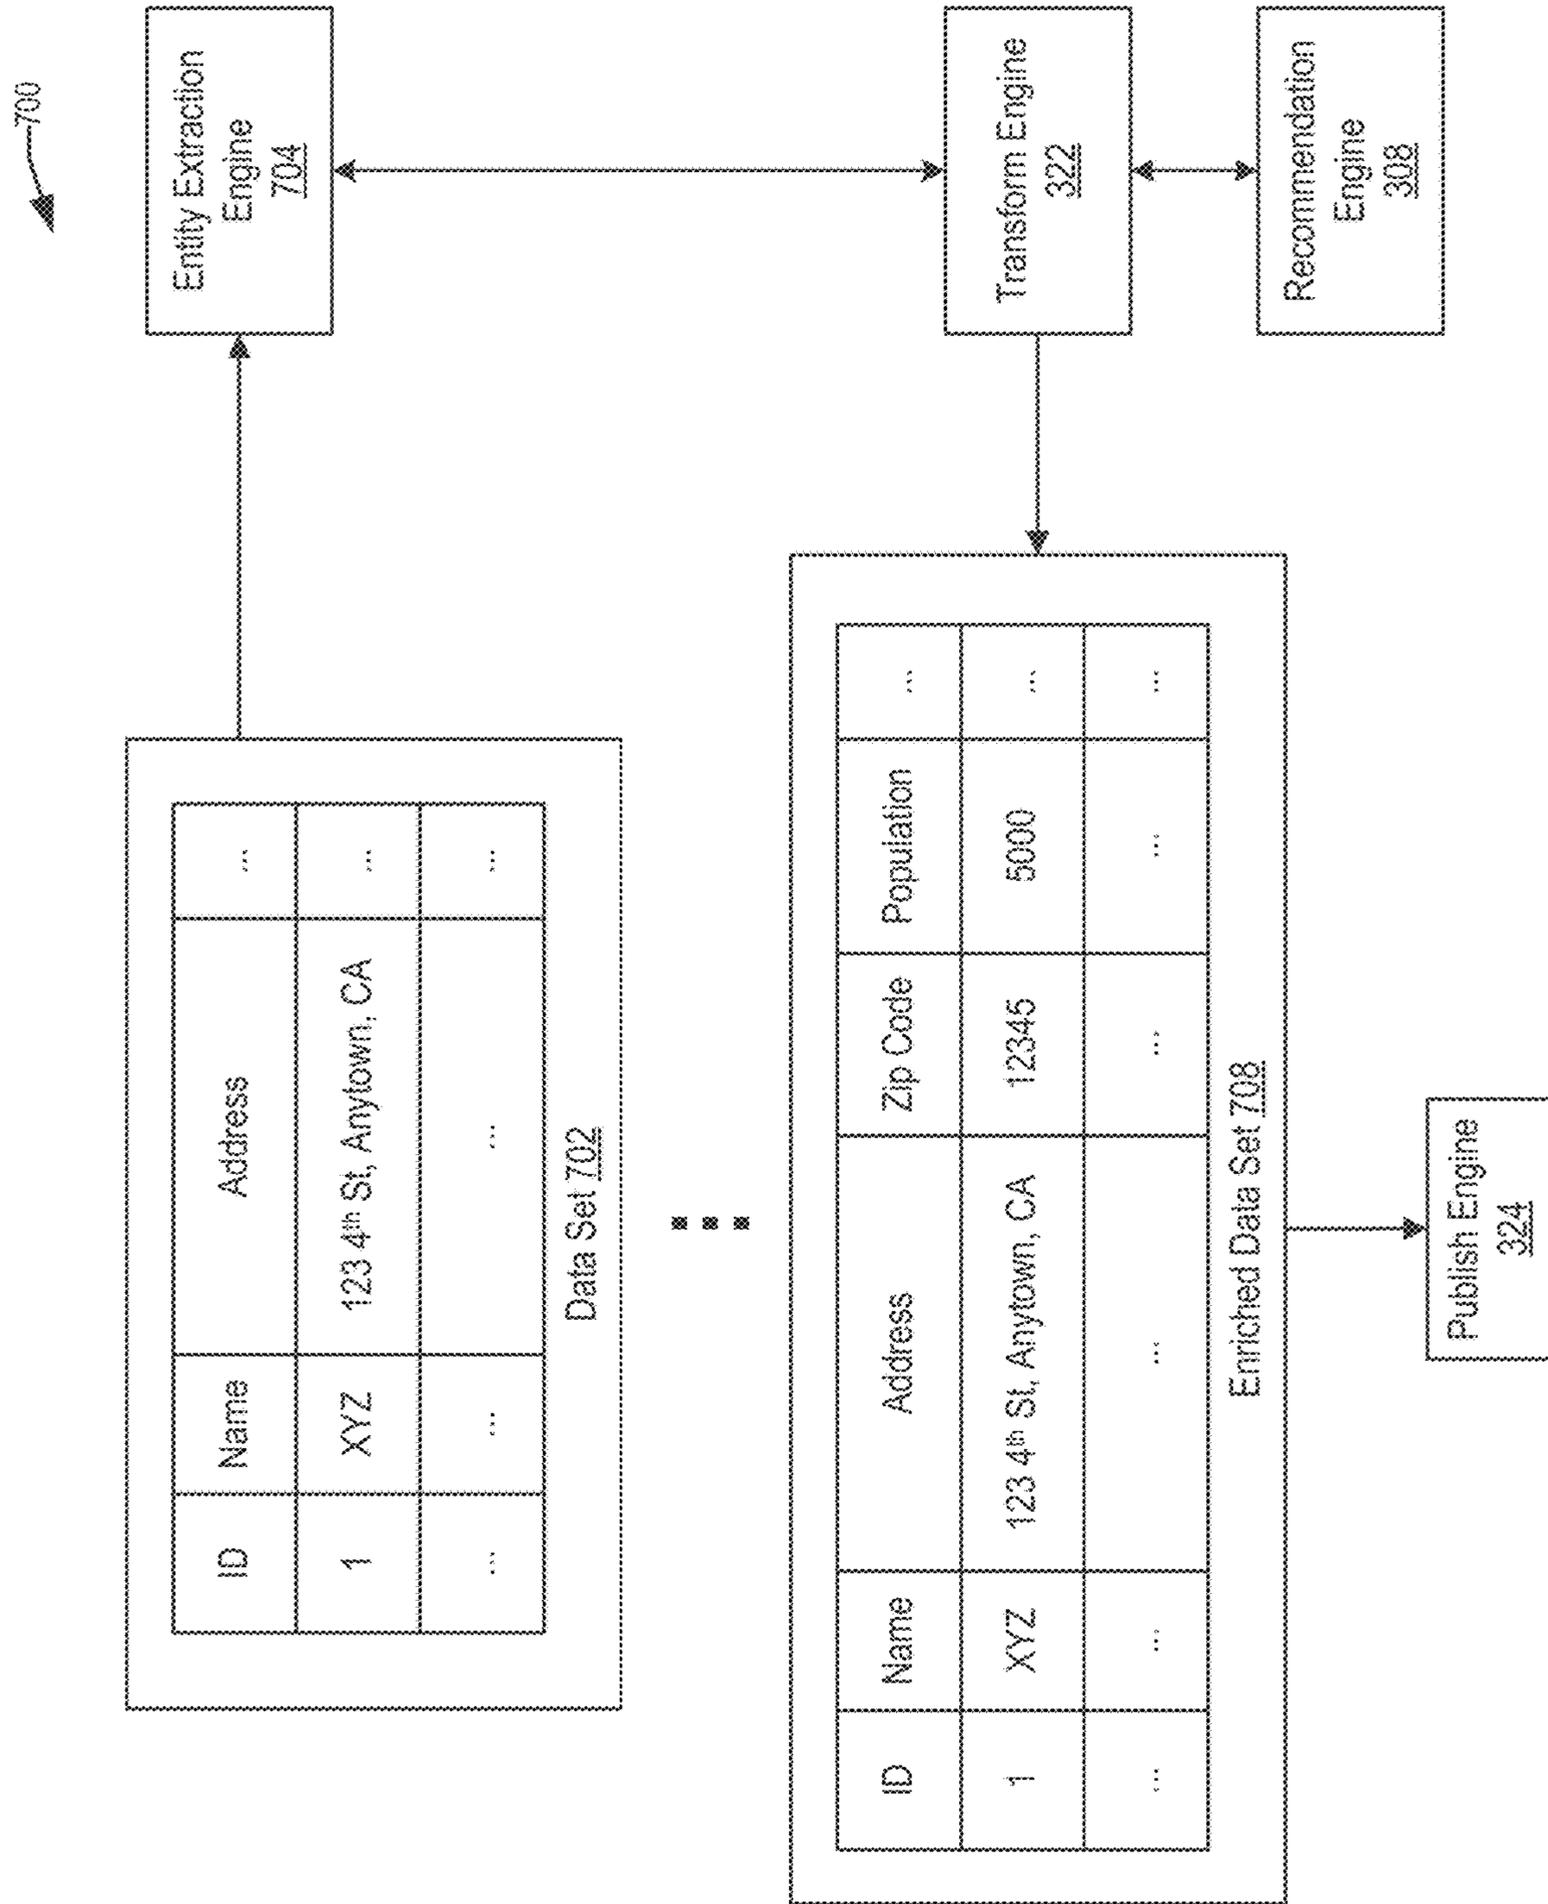 700
ID Name Address ...
1 XYZ 123 4th St, Anytown, CA ...
... ... ... ...
Data Set 702
Entity Extraction
Engine
704
ID Name Address Zip Code Population ...
1 XYZ 123 4th St, Anytown, CA 12345 5000 ...
... ... ... ... ... ...
Enriched Data Set 708
Transform Engine
322
Recommendation
Engine
308
Publish Engine
324